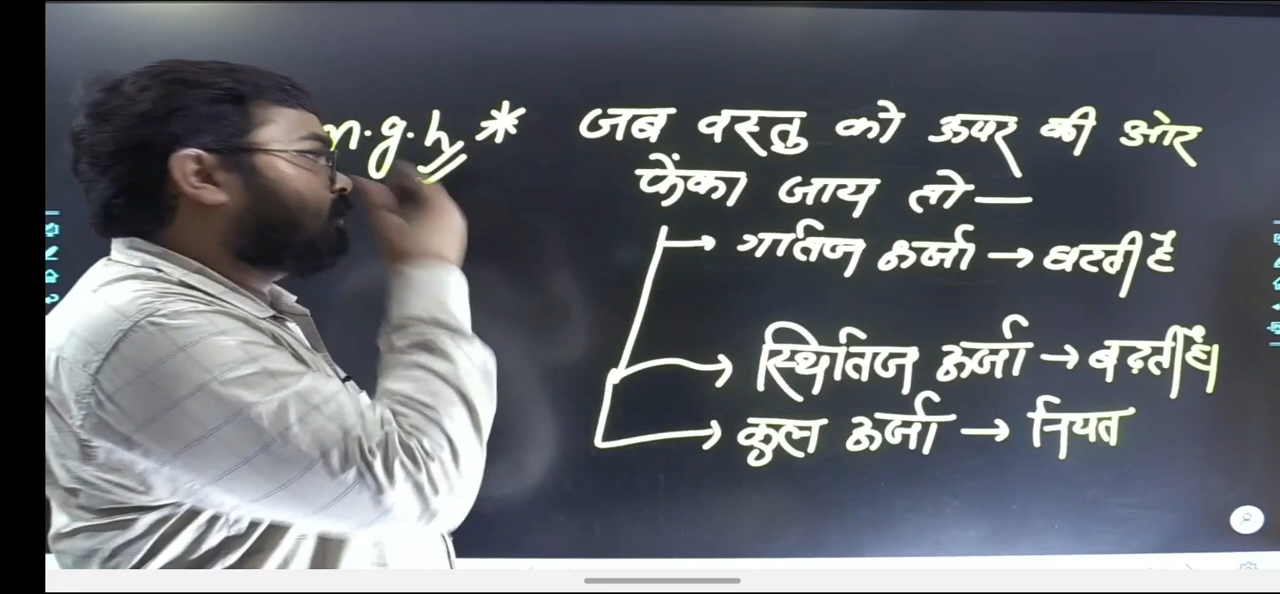 m.g.h * जब वस्तु को ऊपर की ओर
फेंका जाय तो—
→ गतिज ऊर्जा → घटती है
→ स्थितिज ऊर्जा → बढ़ती है।
→ कुल ऊर्जा → नियत